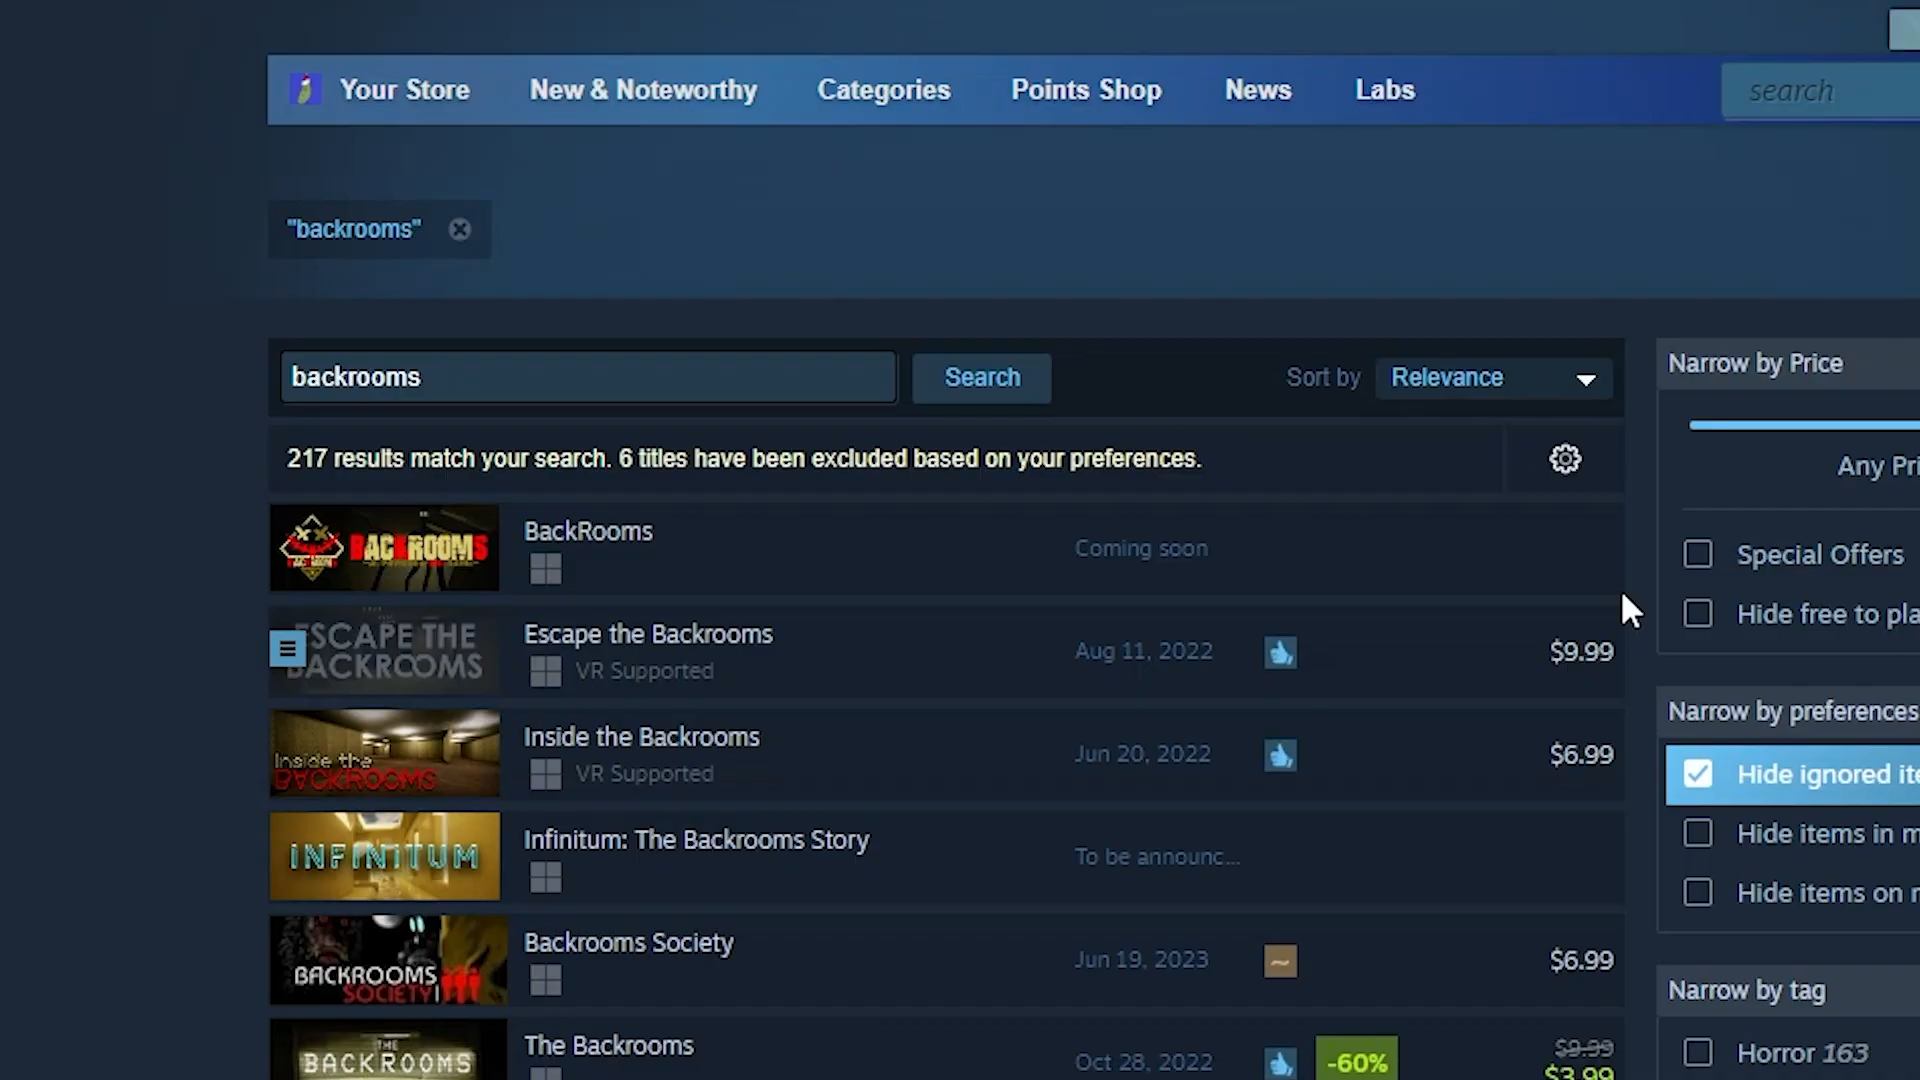 Your Store New & Noteworthy Categories Points Shop News Labs search
"backrooms"
backrooms Search Sort by Relevance
217 results match your search. 6 titles have been excluded based on your preferences.
BACKROOMS
BackRooms
Coming soon
ESCAPE THE
BACKROOMS
Escape the Backrooms
VR Supported
Aug 11, 2022
$9.99
Inside the
BACKROOMS
Inside the Backrooms
VR Supported
Jun 20, 2022
$6.99
INFINITUM
Infinitum: The Backrooms Story
To be announc...
BACKROOMS
SOCIETY
Backrooms Society
Jun 19, 2023
$6.99
THE
BACKROOMS
The Backrooms
Oct 28, 2022
-60%
$9.99
$3.99
Narrow by Price
Any Pri
Special Offers
Hide free to pla
Narrow by preferences
Hide ignored ite
Hide items in m
Hide items on m
Narrow by tag
Horror 163